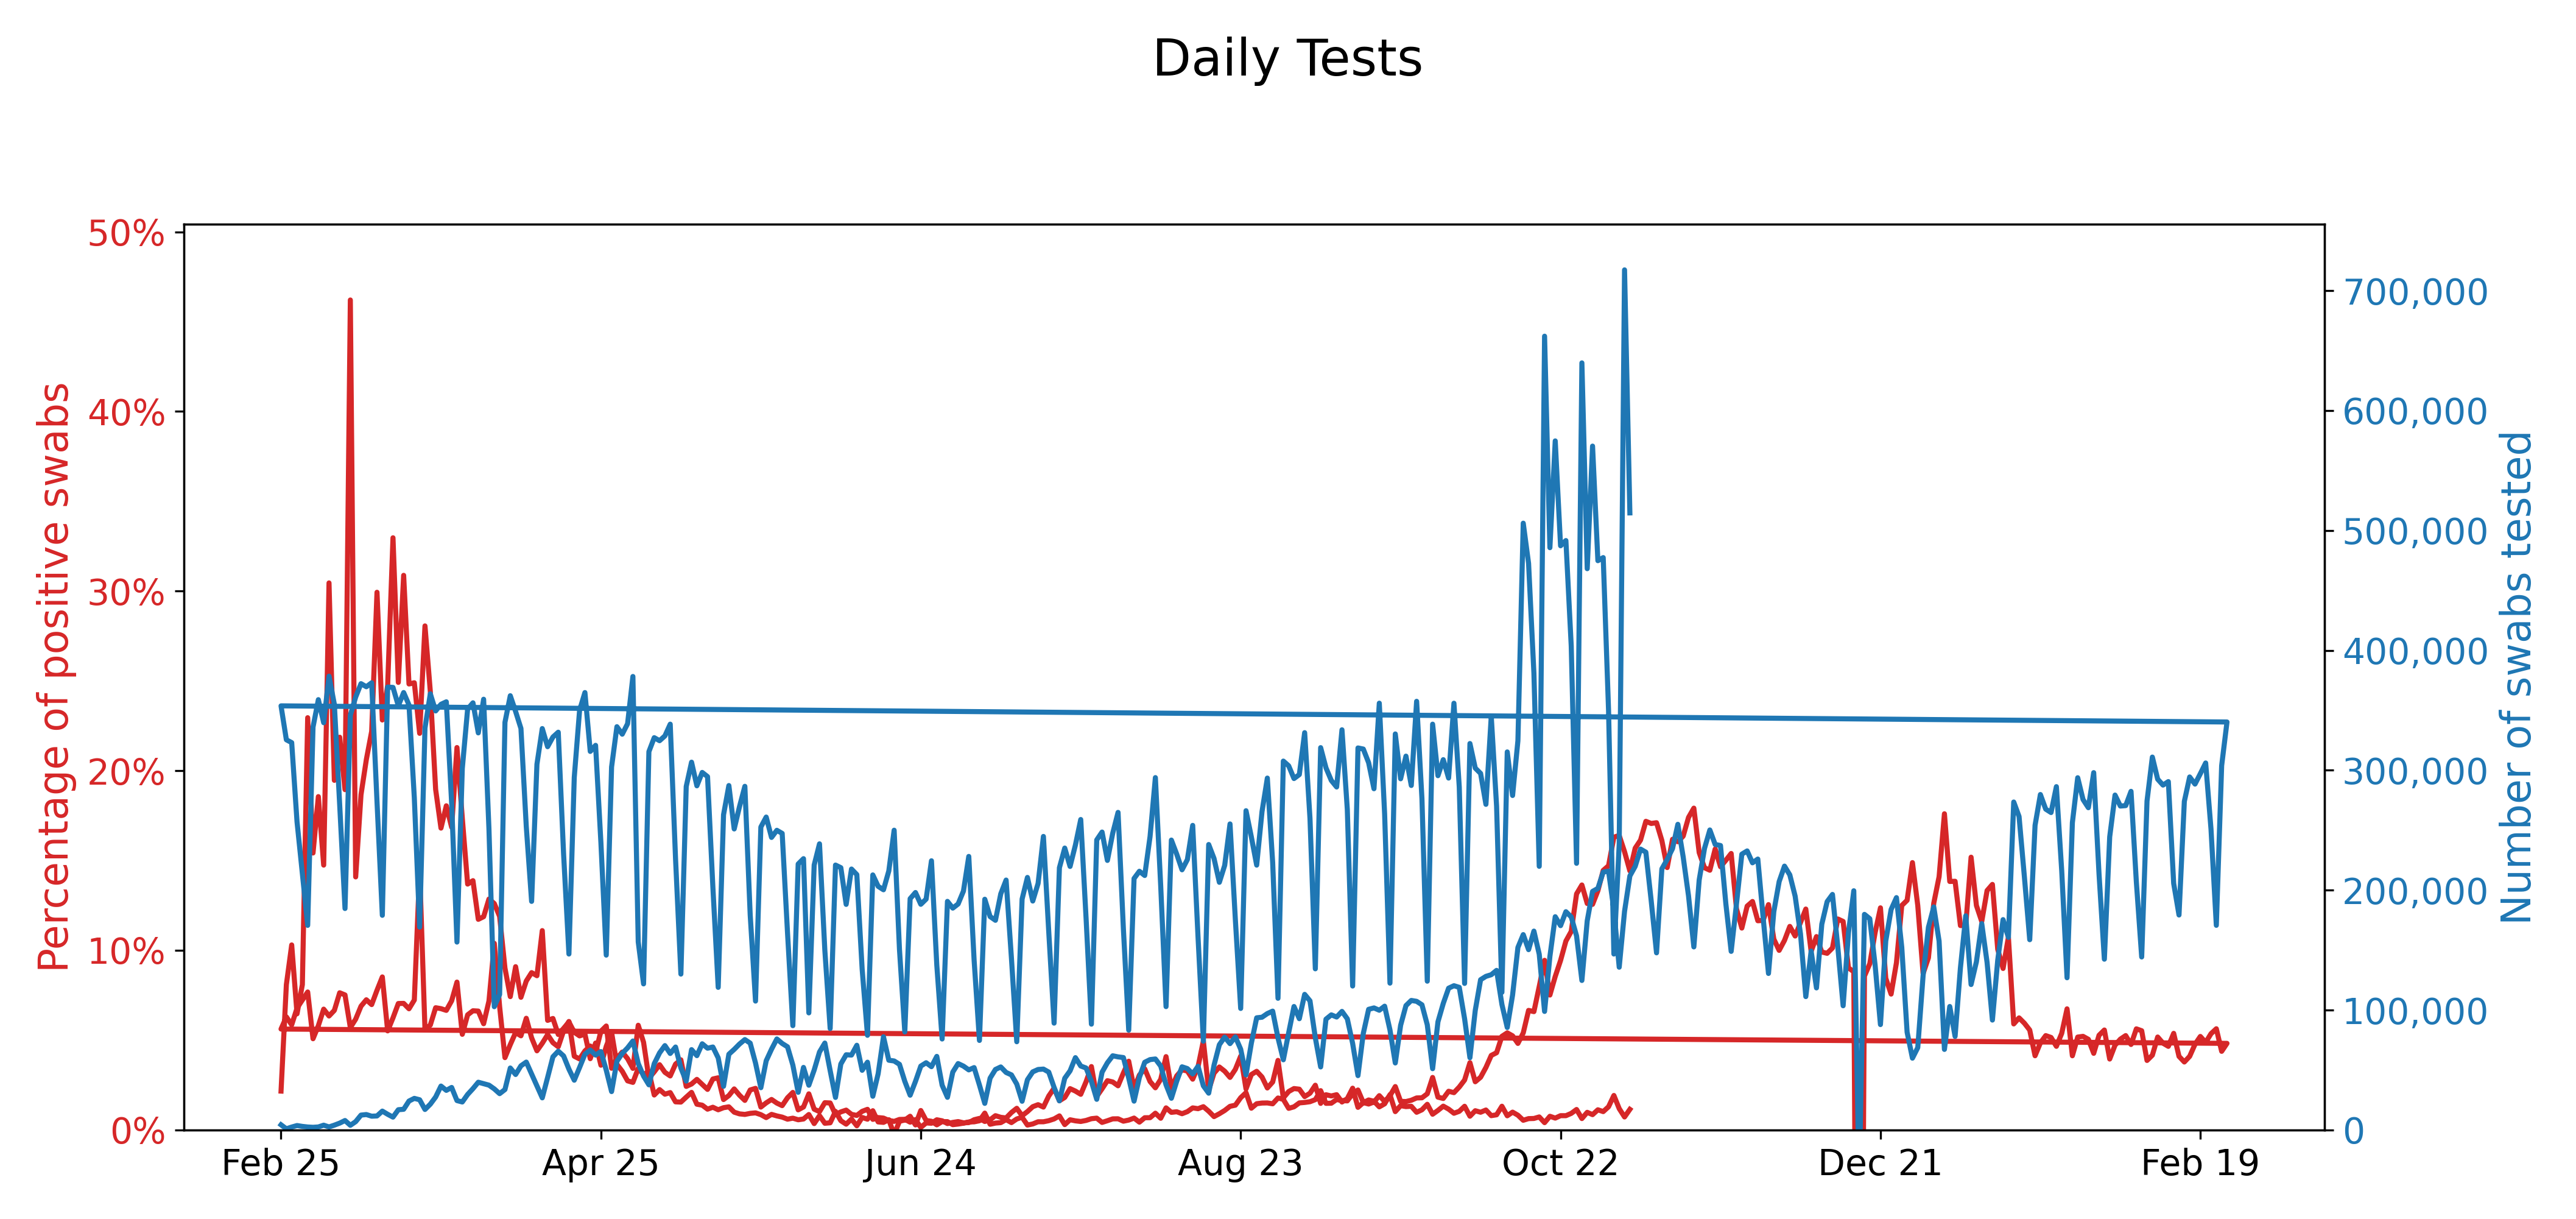 Daily Tests
Percentage of positive swabs
50%
40%
30%
20%
10%
0%
700,000
600,000
500,000
400,000
300,000
200,000
100,000
0
Number of swabs tested
Feb 25
Apr 25
Jun 24
Aug 23
Oct 22
Dec 21
Feb 19